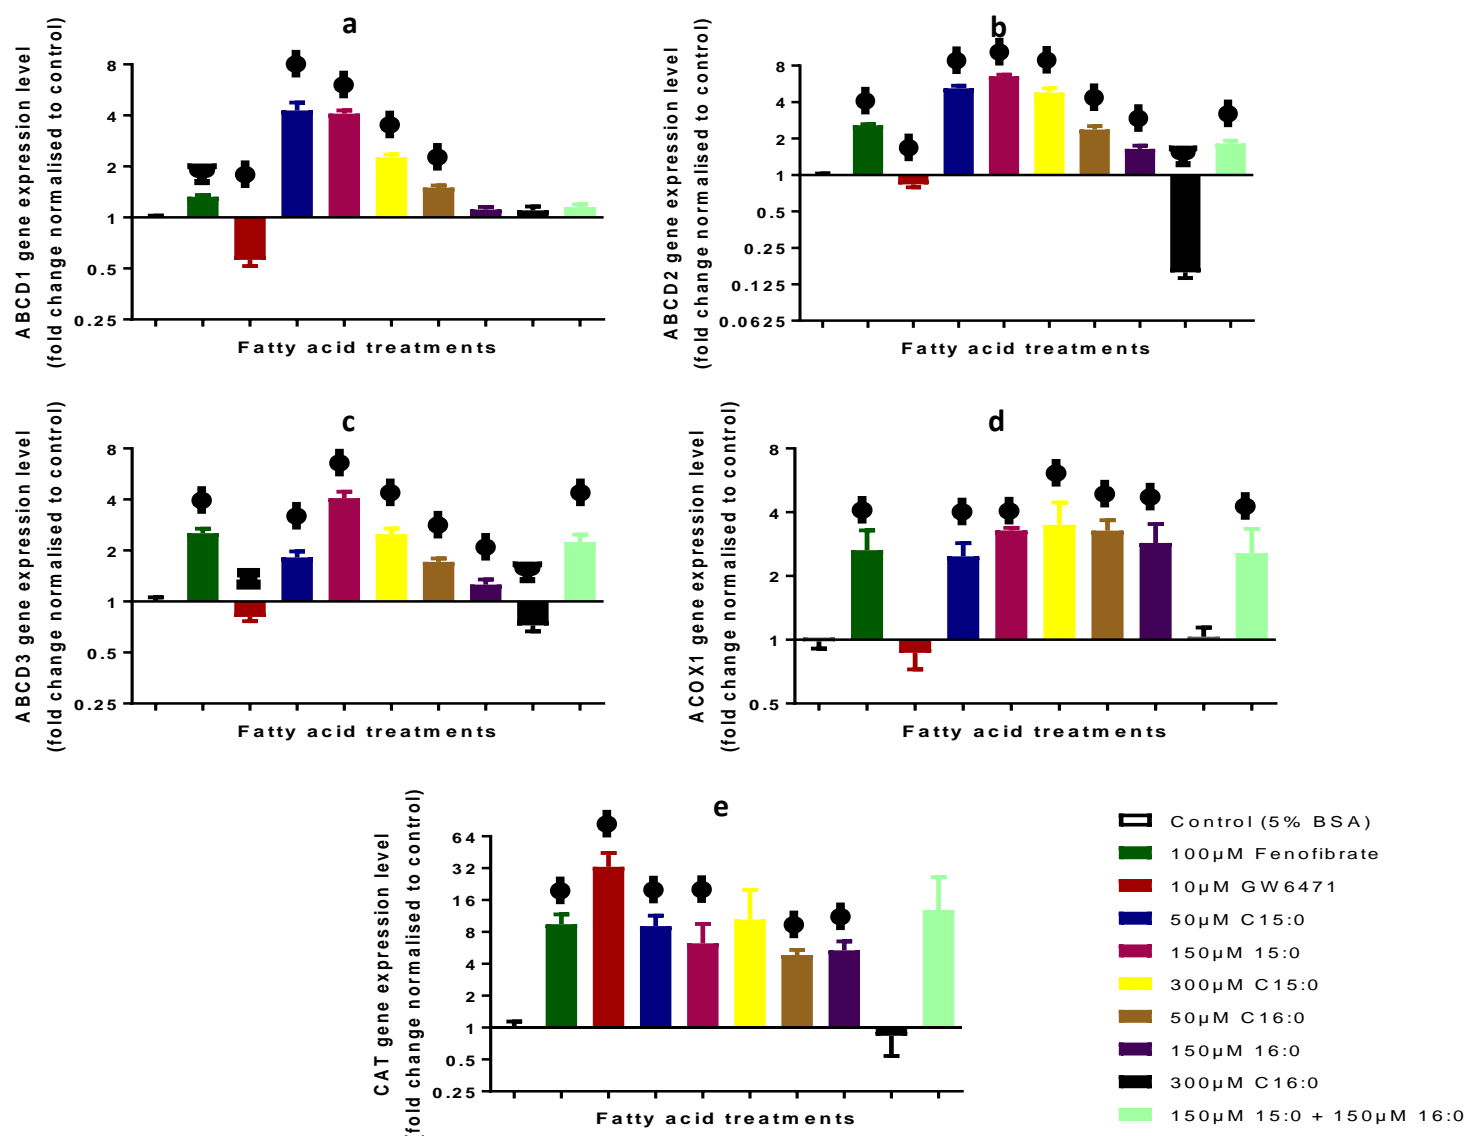 a
ABCD1 gene expression level
(fold change normalised to control)
8
4
2
1
0.5
0.25
Fatty acid treatments
b
ABCD2 gene expression level
(fold change normalised to control)
8
4
2
1
0.5
0.25
0.125
0.0625
Fatty acid treatments
c
ABCD3 gene expression level
(fold change normalised to control)
8
4
2
1
0.5
0.25
Fatty acid treatments
d
ACOX1 gene expression level
(fold change normalised to control)
8
4
2
1
0.5
Fatty acid treatments
e
CAT gene expression level
(fold change normalised to control)
64
32
16
8
4
2
1
0.5
0.25
Fatty acid treatments
Control (5% BSA)
100µM Fenofibrate
10µM GW6471
50µM C15:0
150µM 15:0
300µM C15:0
50µM C16:0
150µM 16:0
300µM C16:0
150µM 15:0 + 150µM 16:0